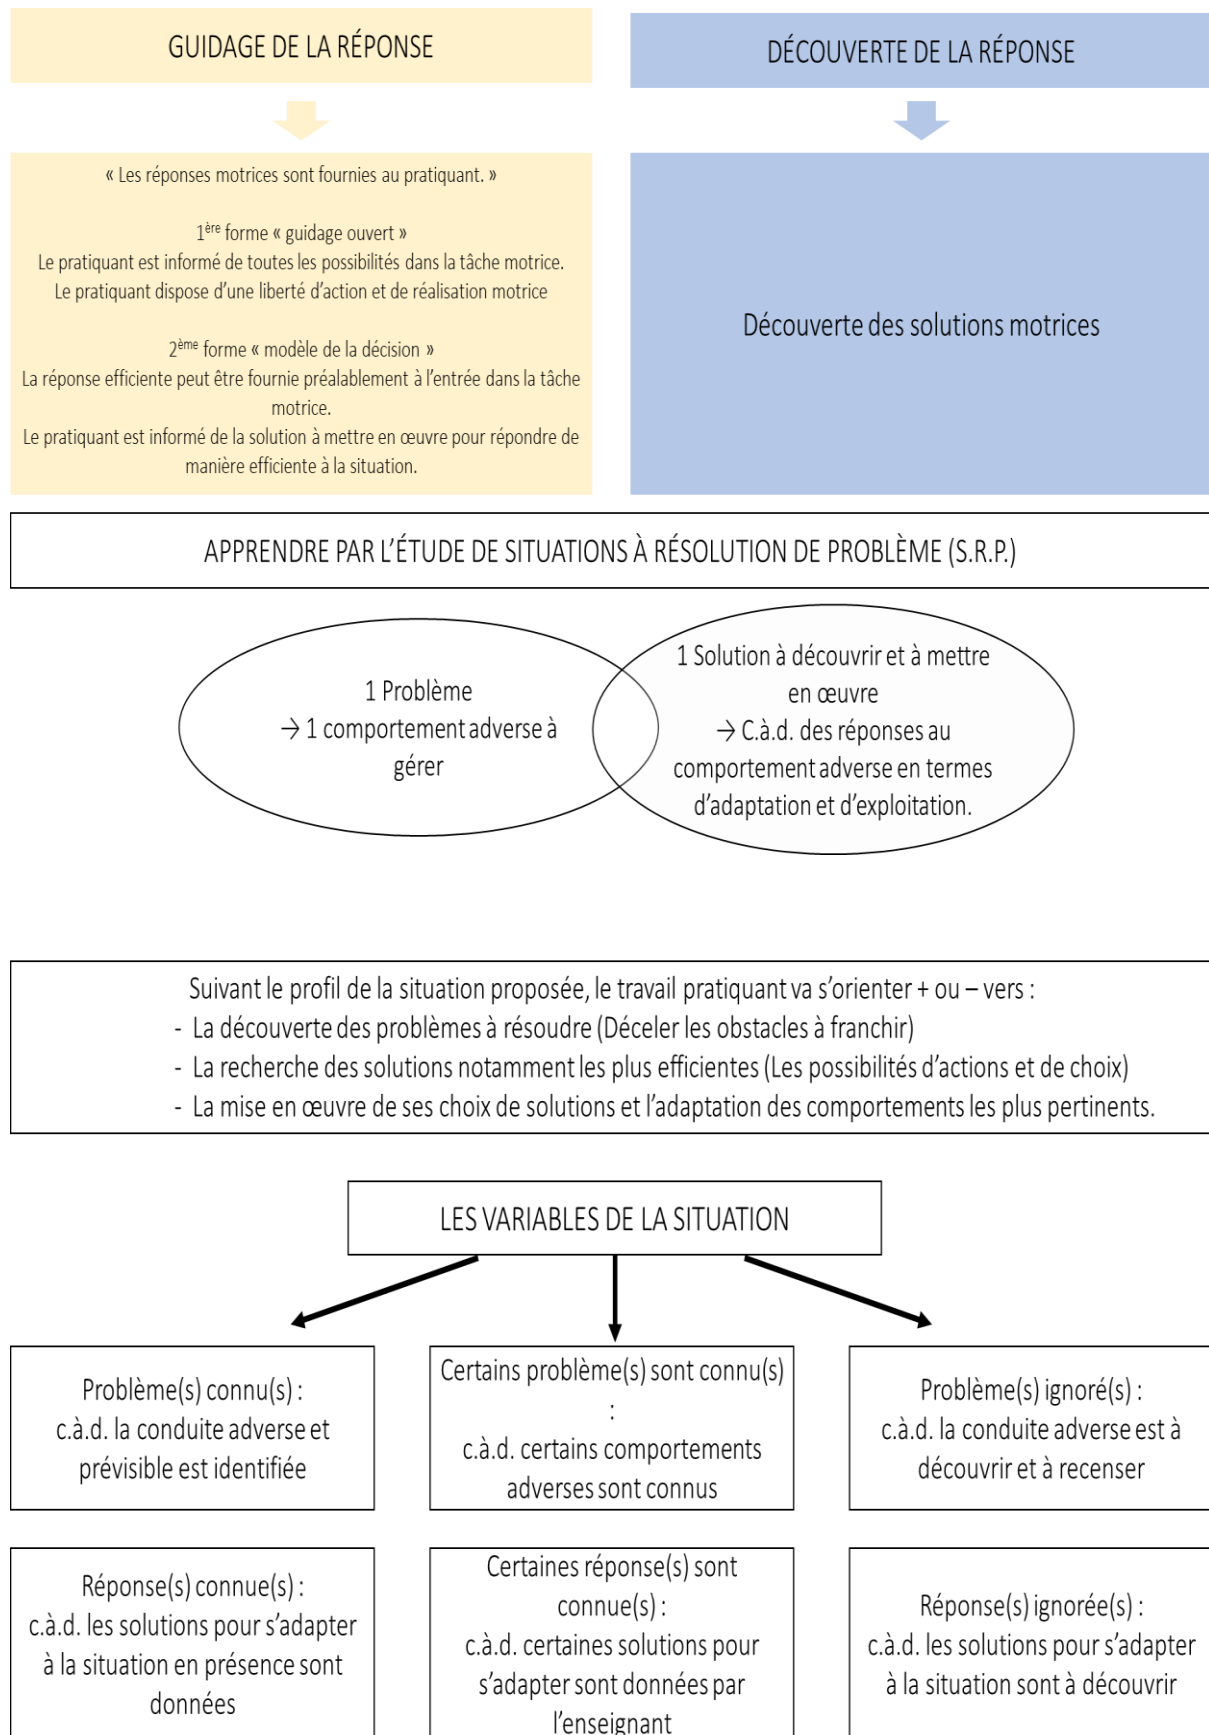 GUIDAGE DE LA RÉPONSE
DÉCOUVERTE DE LA RÉPONSE
« Les réponses motrices sont fournies au pratiquant. »
1ère forme « guidage ouvert »
Le pratiquant est informé de toutes les possibilités dans la tâche motrice.
Le pratiquant dispose d’une liberté d’action et de réalisation motrice
2ème forme « modèle de la décision »
La réponse efficiente peut être fournie préalablement à l’entrée dans la tâche
motrice.
Le pratiquant est informé de la solution à mettre en œuvre pour répondre de
manière efficiente à la situation.
Découverte des solutions motrices
APPRENDRE PAR L’ÉTUDE DE SITUATIONS À RÉSOLUTION DE PROBLÈME (S.R.P.)
1 Problème
→ 1 comportement adverse à
gérer
1 Solution à découvrir et à mettre
en œuvre
→ C.à.d. des réponses au
comportement adverse en termes
d’adaptation et d’exploitation.
Suivant le profil de la situation proposée, le travail pratiquant va s’orienter + ou – vers :
- La découverte des problèmes à résoudre (Déceler les obstacles à franchir)
- La recherche des solutions notamment les plus efficientes (Les possibilités d’actions et de choix)
- La mise en œuvre de ses choix de solutions et l’adaptation des comportements les plus pertinents.
LES VARIABLES DE LA SITUATION
Problème(s) connu(s) :
c.à.d. la conduite adverse et
prévisible est identifiée
Certains problème(s) sont connu(s)
:
c.à.d. certains comportements
adverses sont connus
Problème(s) ignoré(s) :
c.à.d. la conduite adverse est à
découvrir et à recenser
Réponse(s) connue(s) :
c.à.d. les solutions pour s’adapter
à la situation en présence sont
données
Certaines réponse(s) sont
connue(s) :
c.à.d. certaines solutions pour
s’adapter sont données par
l’enseignant
Réponse(s) ignorée(s) :
c.à.d. les solutions pour s’adapter
à la situation sont à découvrir